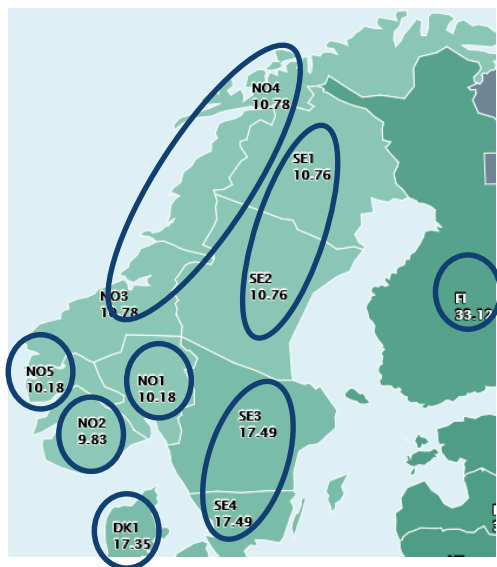 NO4
10.78
SE1
10.76
SE2
10.76
FI
33.12
NO3
10.78
NO5
10.18
NO1
10.18
NO2
9.83
SE3
17.49
SE4
17.49
DK1
17.35